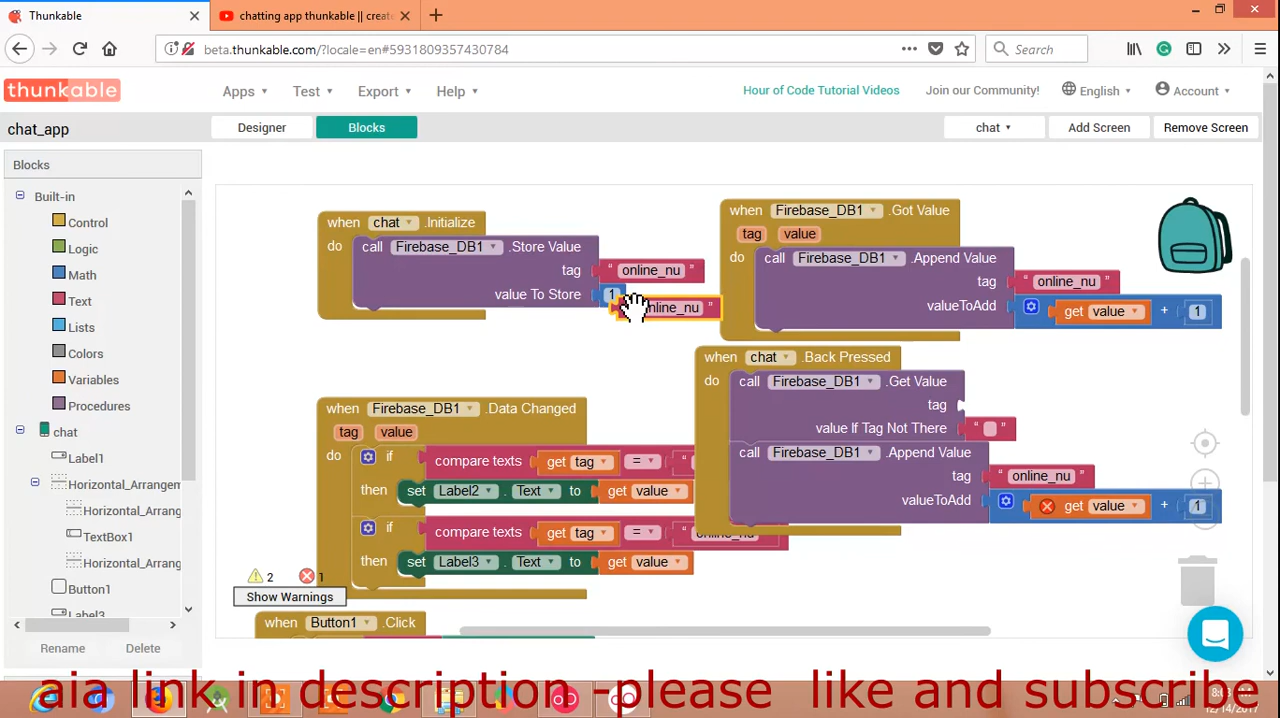 Thunkable
chatting app thunkable || create
beta.thunkable.com/?locale=en#5931809357430784
Search
thunkable
Apps
Test
Export
Help
Hour of Code Tutorial Videos
Join our Community!
English
Account
chat_app
Designer
Blocks
chat
Add Screen
Remove Screen
Blocks
Built-in
Control
Logic
Math
Text
Lists
Colors
Variables
Procedures
chat
Label1
Horizontal_Arrangem
Horizontal_Arrang
TextBox1
Horizontal_Arrang
Button1
Label3
Rename
Delete
when chat .Initialize
do call Firebase_DB1 .Store Value
tag " online_nu "
value To Store 1
nline_nu "
when Firebase_DB1 .Got Value
tag value
do call Firebase_DB1 .Append Value
tag " online_nu "
valueToAdd get value + 1
when chat .Back Pressed
do call Firebase_DB1 .Get Value
tag
value If Tag Not There " "
call Firebase_DB1 .Append Value
tag " online_nu "
valueToAdd get value + 1
when Firebase_DB1 .Data Changed
tag value
do if compare texts get tag = "
then set Label2 . Text to get value
if compare texts get tag = online_nu
then set Label3 . Text to get value
2 1
Show Warnings
when Button1 .Click
aia link in description -please like and subscribe
12/14/2017